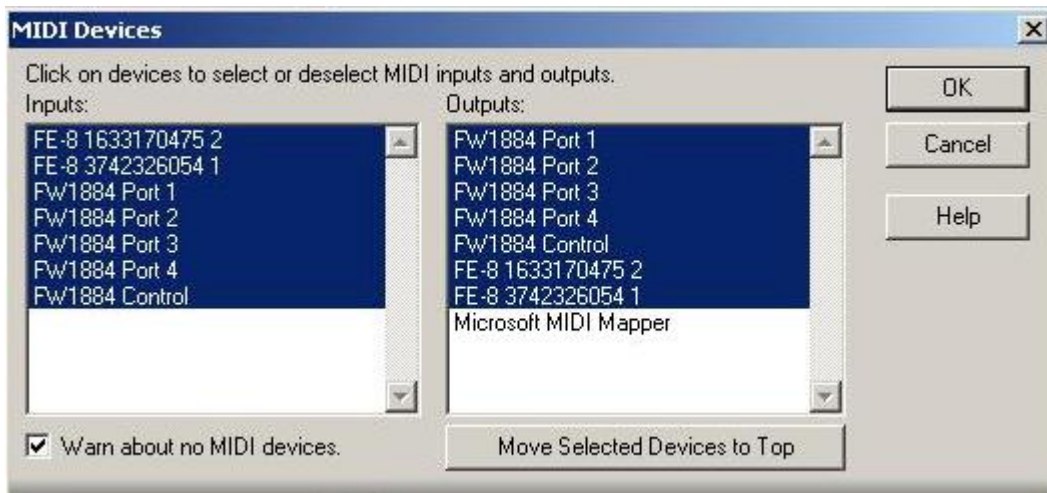 MIDI Devices
Click on devices to select or deselect MIDI inputs and outputs.
Inputs:
FE-8 1633170475 2
FE-8 3742326054 1
FW1884 Port 1
FW1884 Port 2
FW1884 Port 3
FW1884 Port 4
FW1884 Control
Warn about no MIDI devices.
Outputs:
FW1884 Port 1
FW1884 Port 2
FW1884 Port 3
FW1884 Port 4
FW1884 Control
FE-8 1633170475 2
FE-8 3742326054 1
Microsoft MIDI Mapper
Move Selected Devices to Top
OK
Cancel
Help